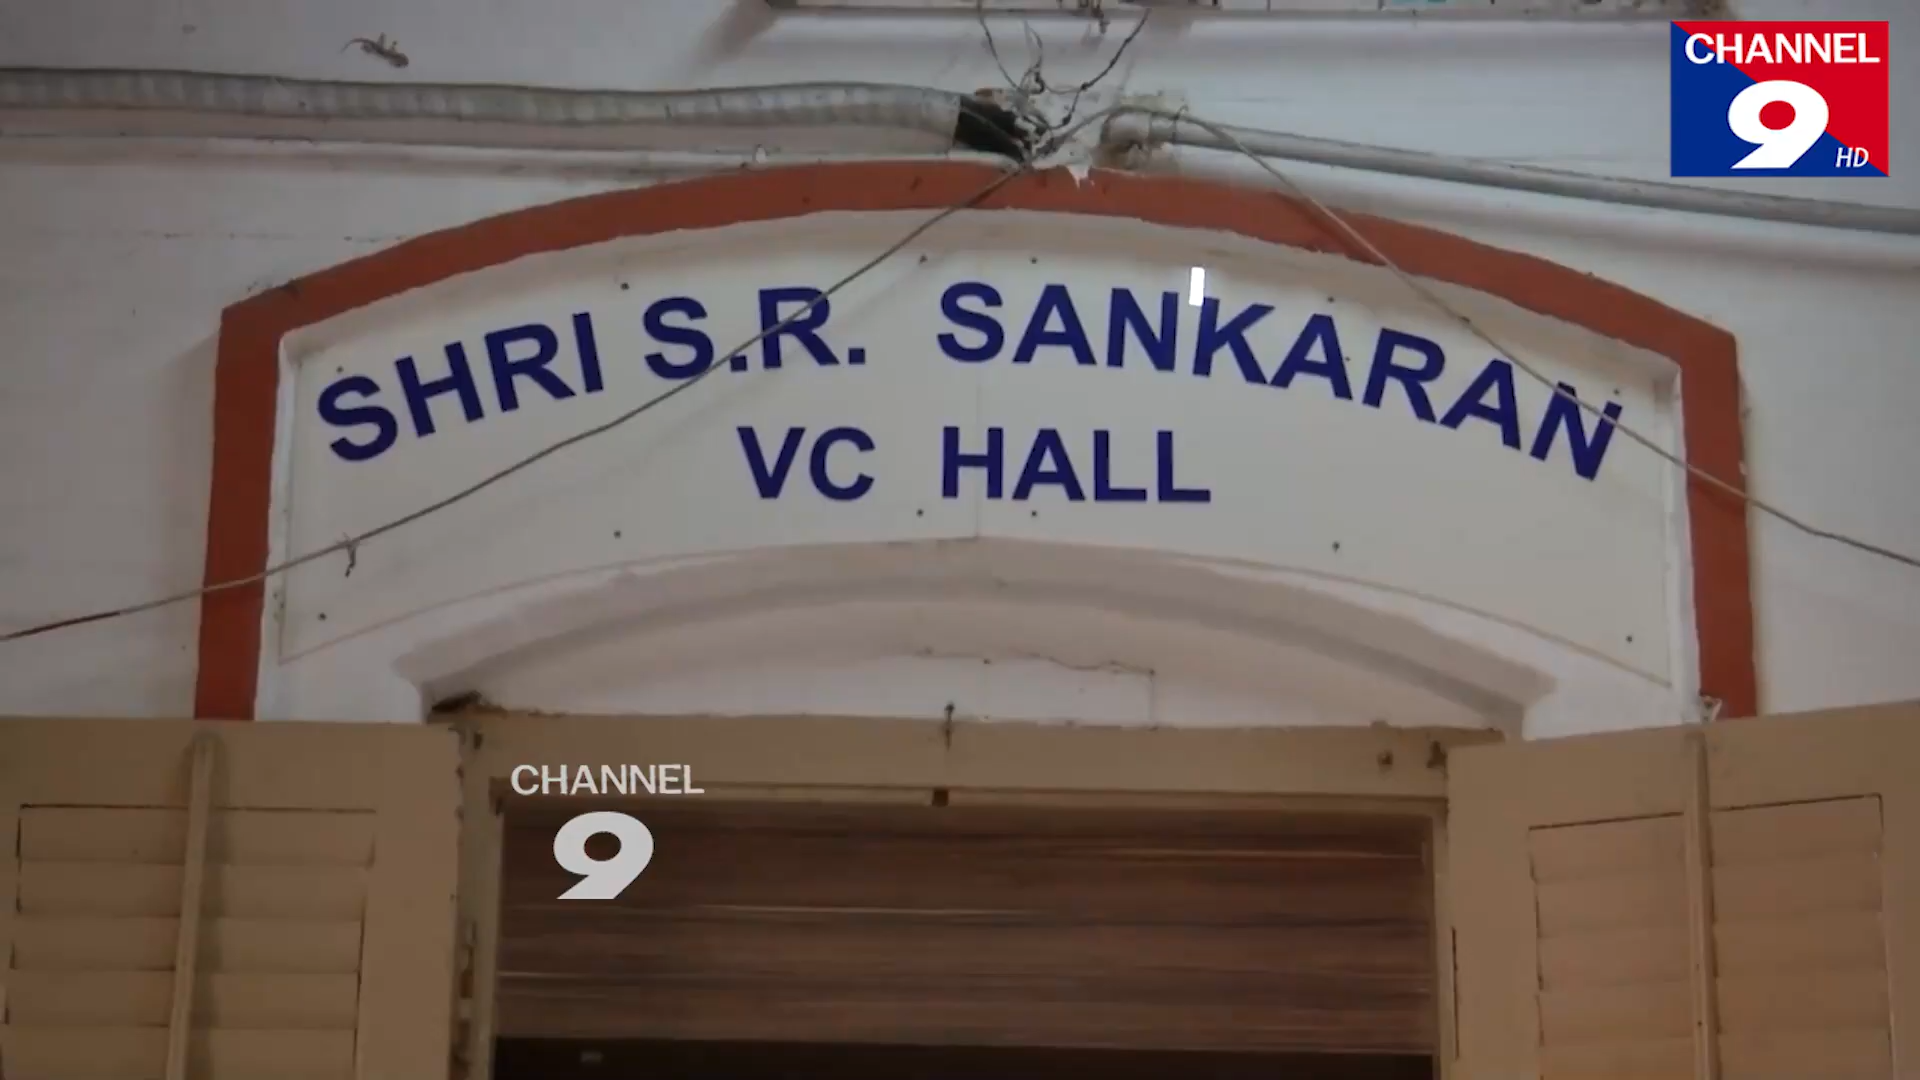 CHANNEL
9
HD
SHRI S.R. SANKARAN
VC HALL
CHANNEL
9